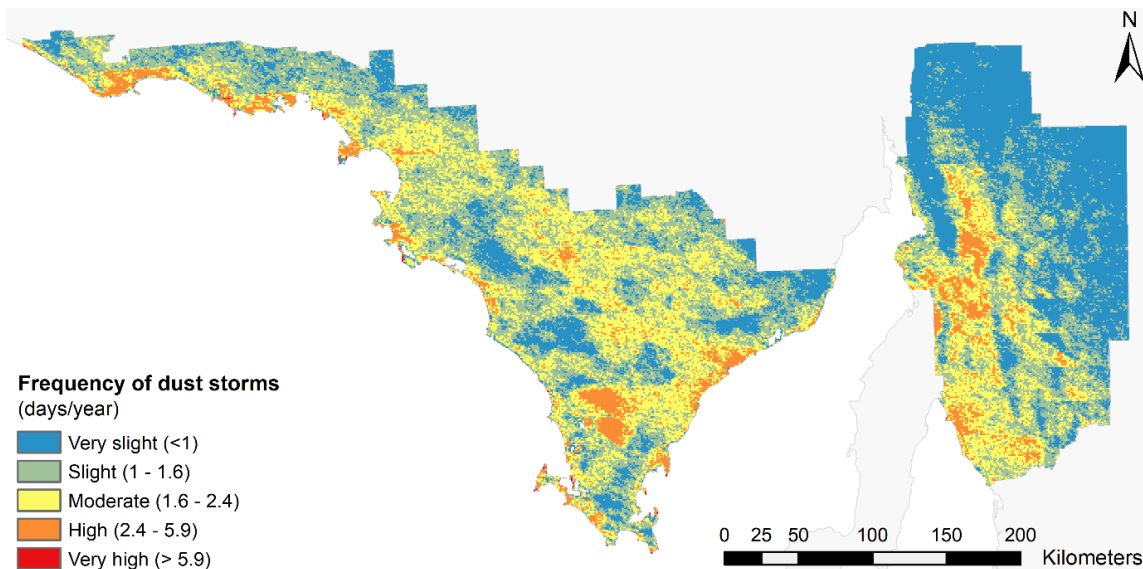 N
Frequency of dust storms
(days/year)
Very slight (<1)
Slight (1 - 1.6)
Moderate (1.6 - 2.4)
High (2.4 - 5.9)
Very high (> 5.9)
0 25 50 100 150 200
Kilometers